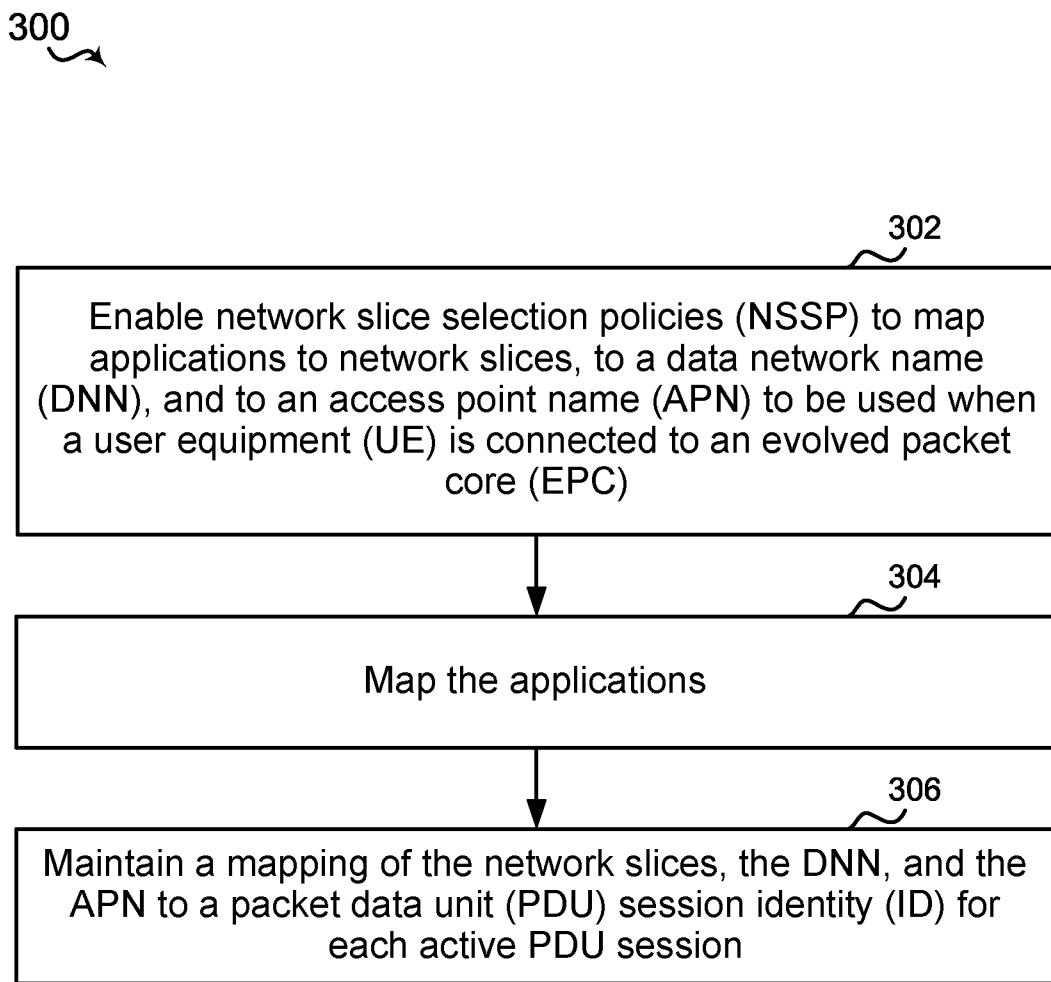 300
302
Enable network slice selection policies (NSSP) to map
applications to network slices, to a data network name
(DNN), and to an access point name (APN) to be used when
a user equipment (UE) is connected to an evolved packet
core (EPC)
304
Map the applications
306
Maintain a mapping of the network slices, the DNN, and the
APN to a packet data unit (PDU) session identity (ID) for
each active PDU session